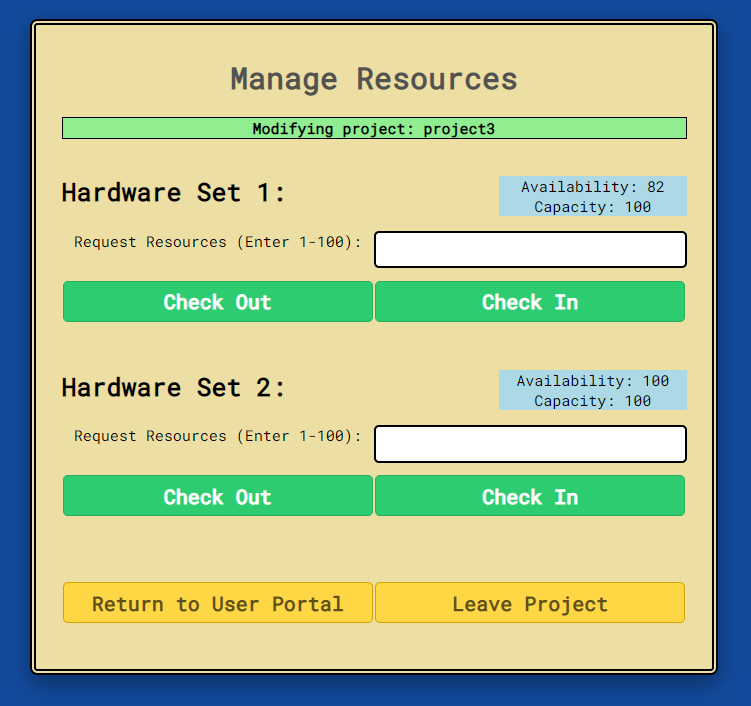 Manage Resources
Modifying project: project3
Hardware Set 1:
Availability: 82
Capacity: 100
Request Resources (Enter 1-100):
Check Out
Check In
Hardware Set 2:
Availability: 100
Capacity: 100
Request Resources (Enter 1-100):
Check Out
Check In
Return to User Portal
Leave Project